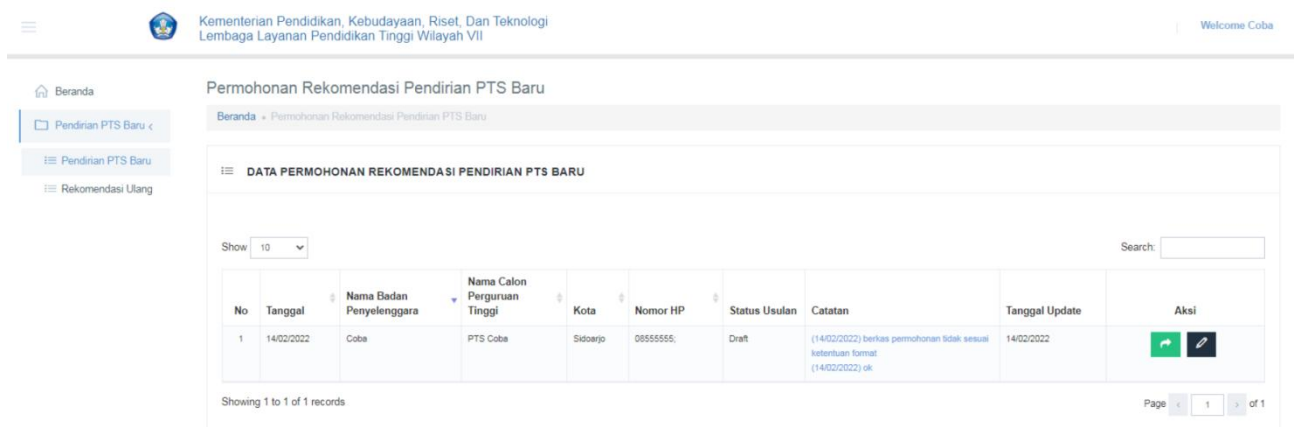 Kementerian Pendidikan, Kebudayaan, Riset, Dan Teknologi
Lembaga Layanan Pendidikan Tinggi Wilayah VII
Welcome Coba
Beranda
Pendirian PTS Baru
Pendirian PTS Baru
Rekomendasi Ulang
Permohonan Rekomendasi Pendirian PTS Baru
Beranda • Permohonan Rekomendasi Pendirian PTS Baru
DATA PERMOHONAN REKOMENDASI PENDIRIAN PTS BARU
Show 10
Search:
No Tanggal Nama Badan Penyelenggara Nama Calon Perguruan Tinggi Kota Nomor HP Status Usulan Catatan Tanggal Update Aksi
1 14/02/2022 Coba PTS Coba Sidoarjo 08555555; Draft (14/02/2022) berkas permohonan tidak sesuai 14/02/2022
ketentuan format
(14/02/2022) ok
Showing 1 to 1 of 1 records
Page < 1 > of 1